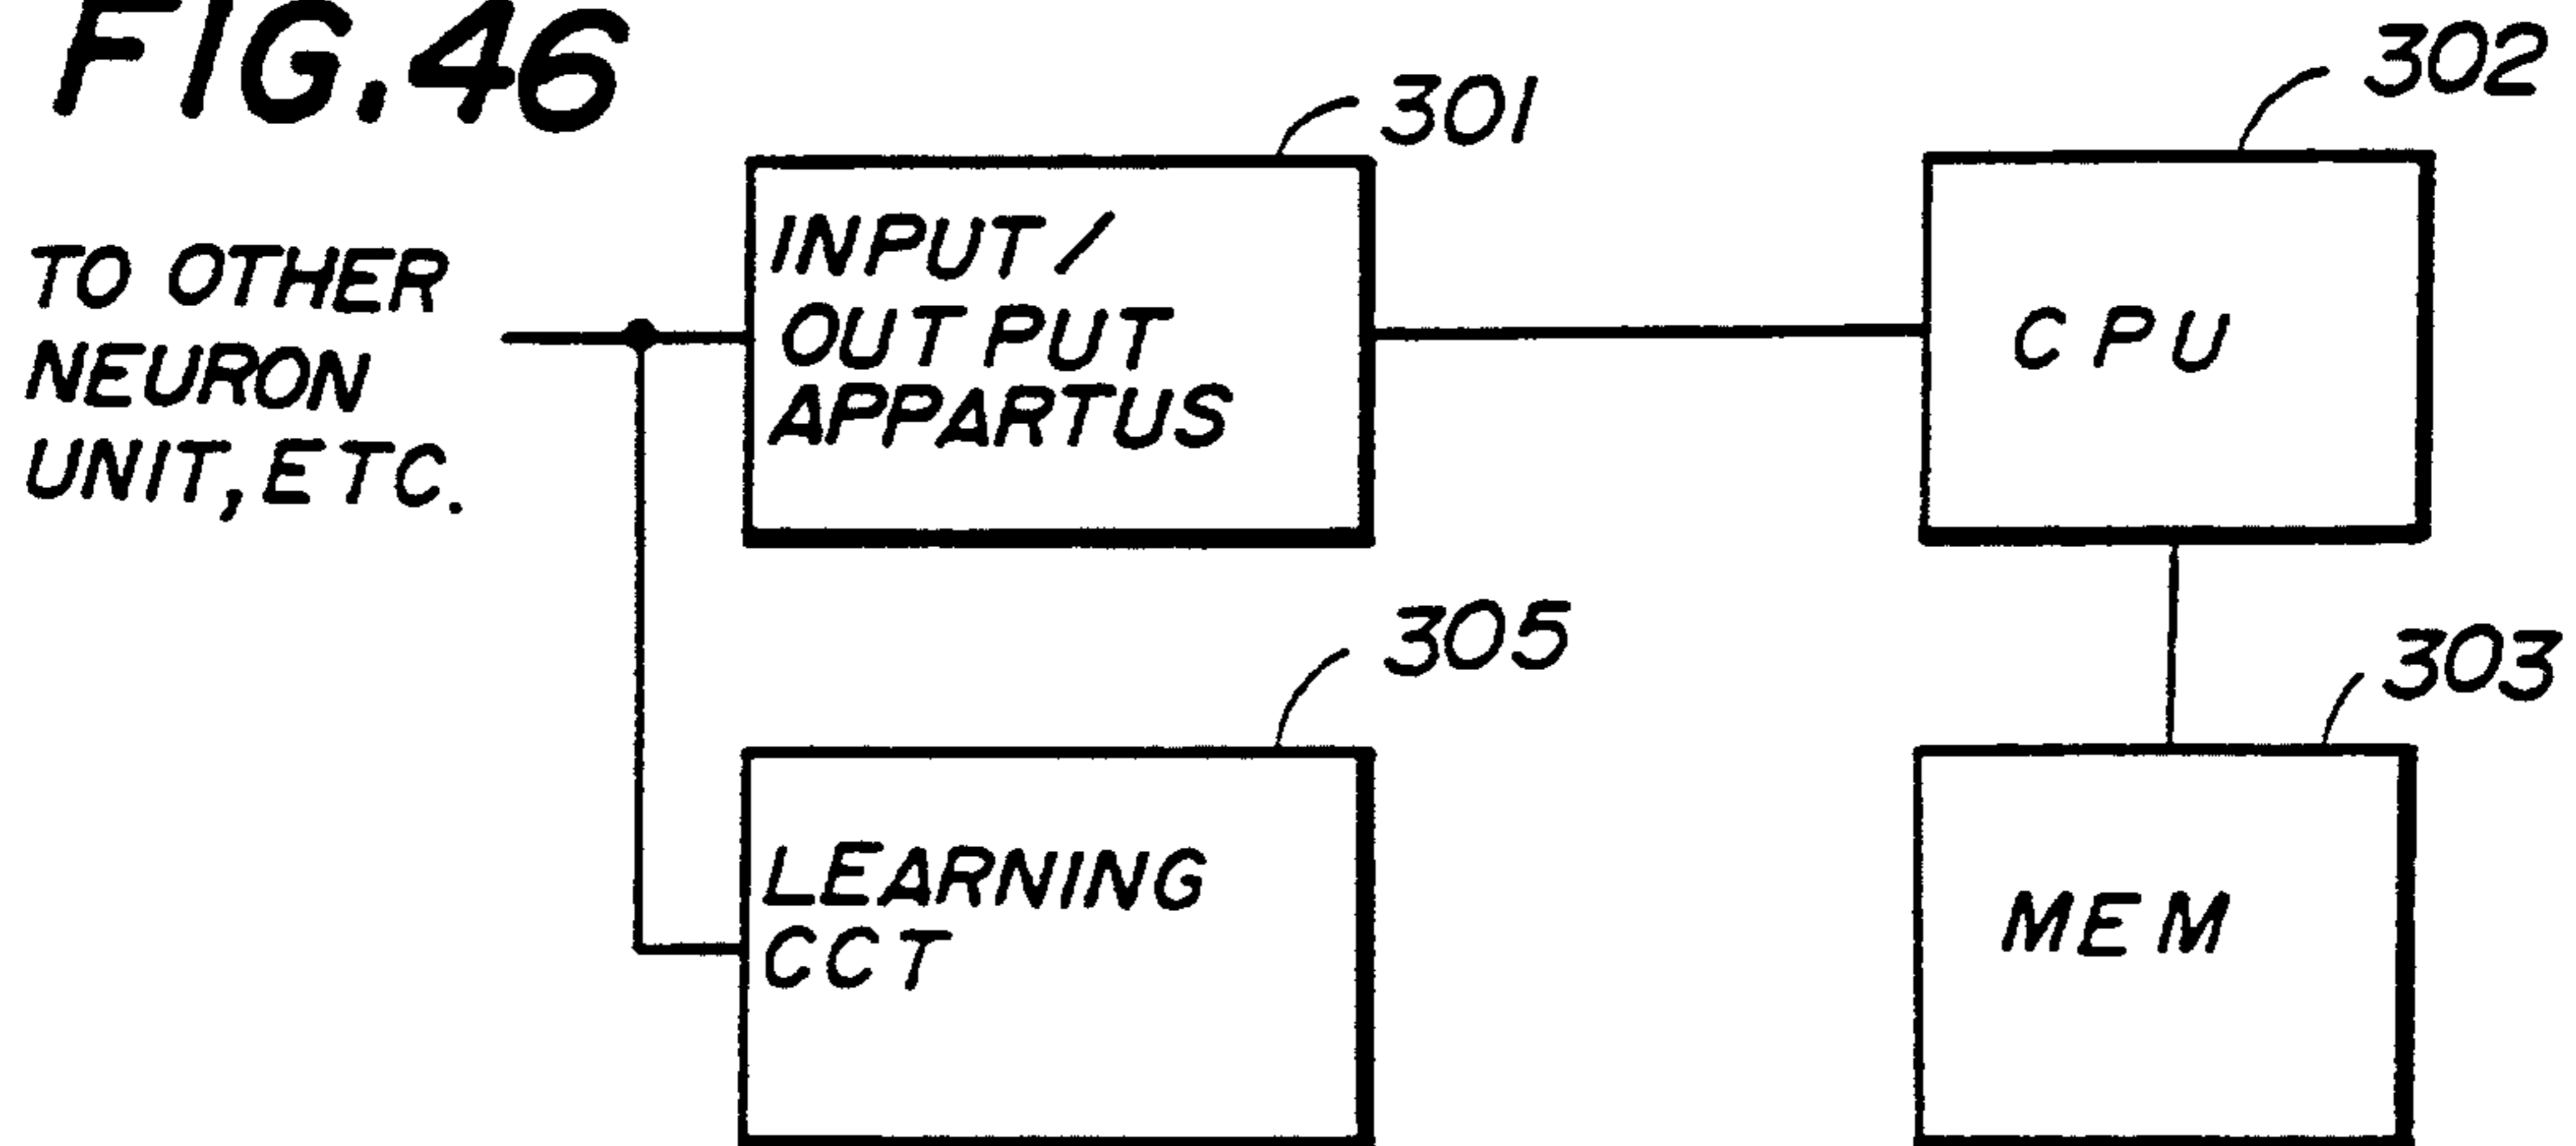 FIG.46
301
302
TO OTHER
NEURON
UNIT, ETC.
INPUT/
OUTPUT
APPARTUS
CPU
305
303
LEARNING
CCT
MEM